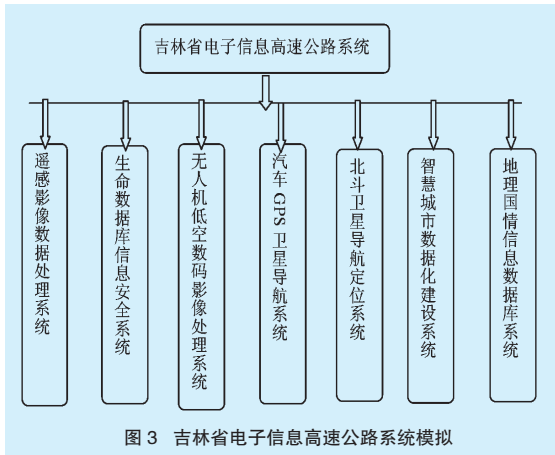 吉林省电子信息高速公路系统
遥感影像数据处理系统
生命数据库信息安全系统
无人机低空数码影像处理系统
汽车 GPS 卫星导航系统
北斗卫星导航定位系统
智慧城市数据化建设系统
地理国情信息数据库系统
图 3 吉林省电子信息高速公路系统模拟